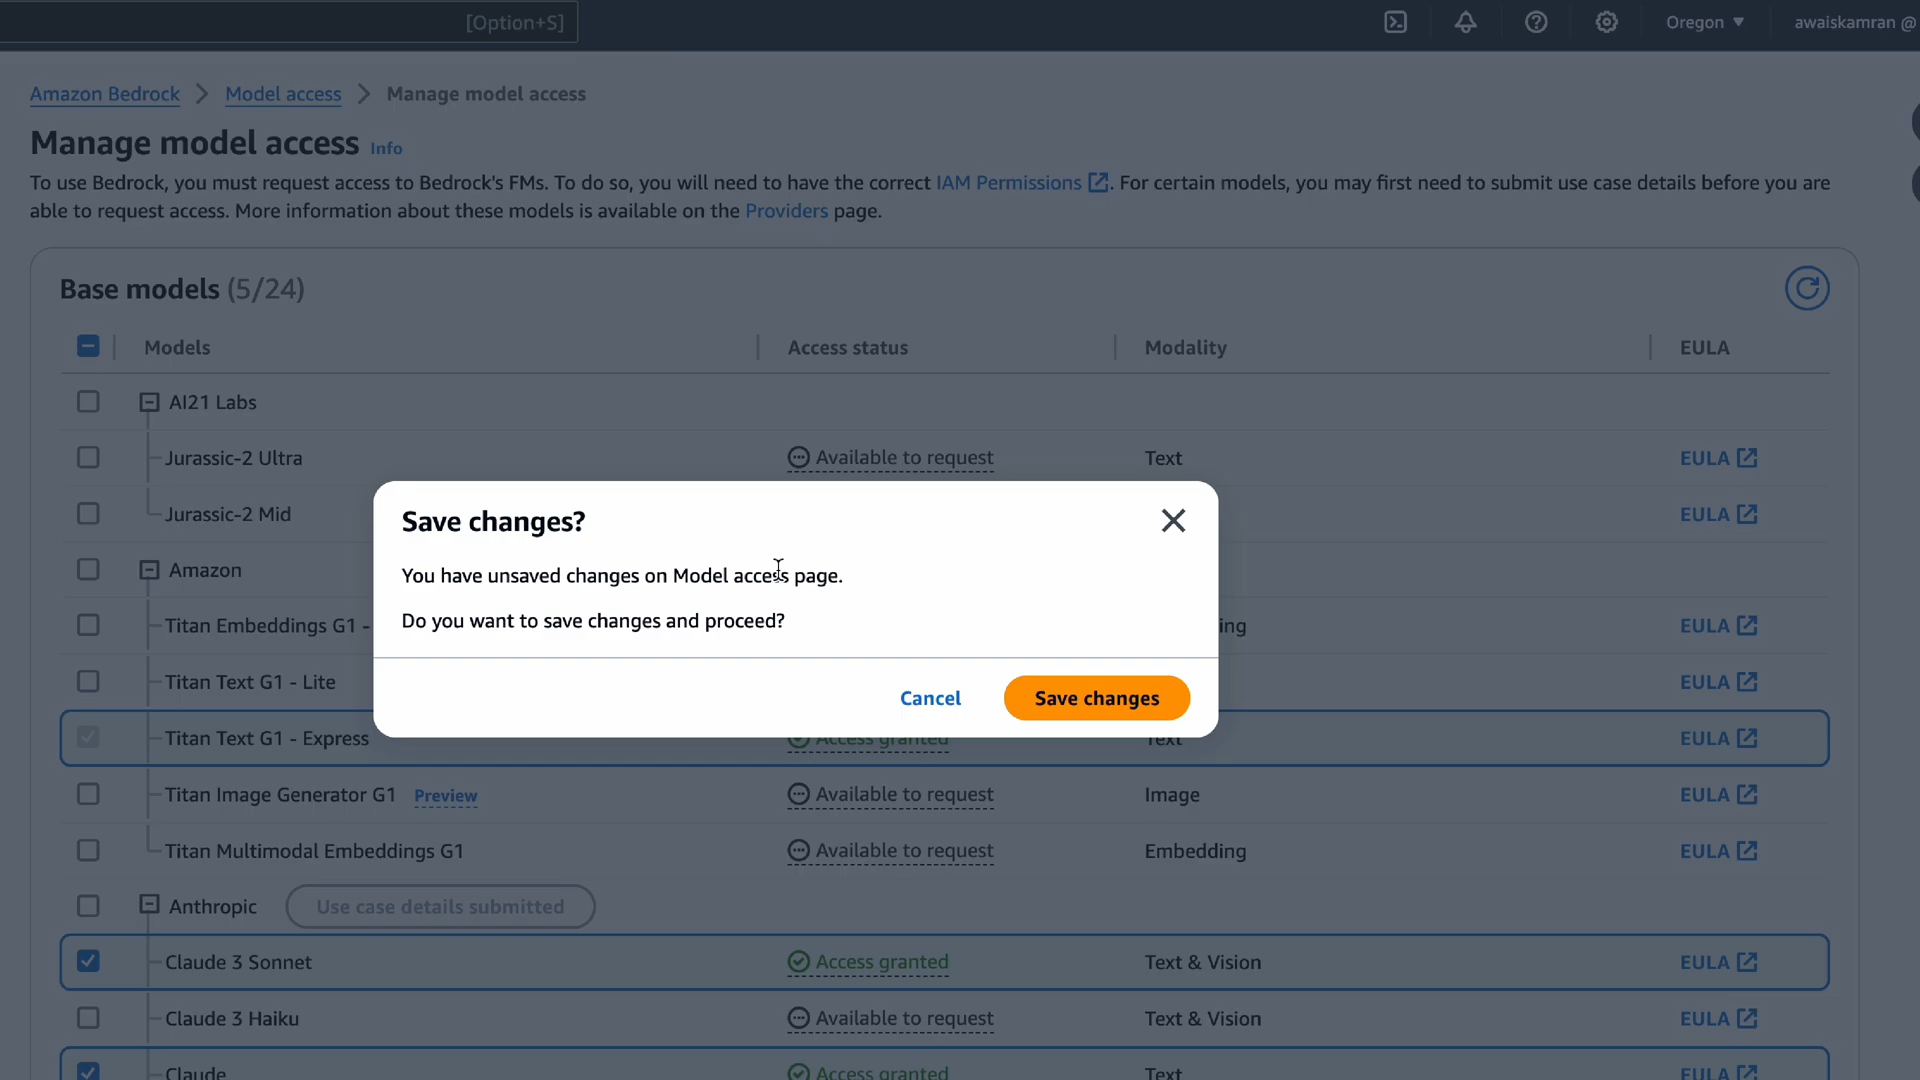 [Option+S]
Oregon
awaiskamran @
Amazon Bedrock
Model access
Manage model access
Manage model access Info
To use Bedrock, you must request access to Bedrock's FMs. To do so, you will need to have the correct IAM Permissions. For certain models, you may first need to submit use case details before you are
able to request access. More information about these models is available on the Providers page.
Base models (5/24)
Models Access status Modality EULA
AI21 Labs
Jurassic-2 Ultra Available to request Text EULA
Jurassic-2 Mid EULA
Save changes?
You have unsaved changes on Model access page.
Do you want to save changes and proceed?
Cancel Save changes
Amazon
Titan Embeddings G1 - ing EULA
Titan Text G1 - Lite EULA
Titan Text G1 - Express Access granted Text EULA
Titan Image Generator G1 Preview Available to request Image EULA
Titan Multimodal Embeddings G1 Available to request Embedding EULA
Anthropic Use case details submitted
Claude 3 Sonnet Access granted Text & Vision EULA
Claude 3 Haiku Available to request Text & Vision EULA
Claude Access granted Text EULA